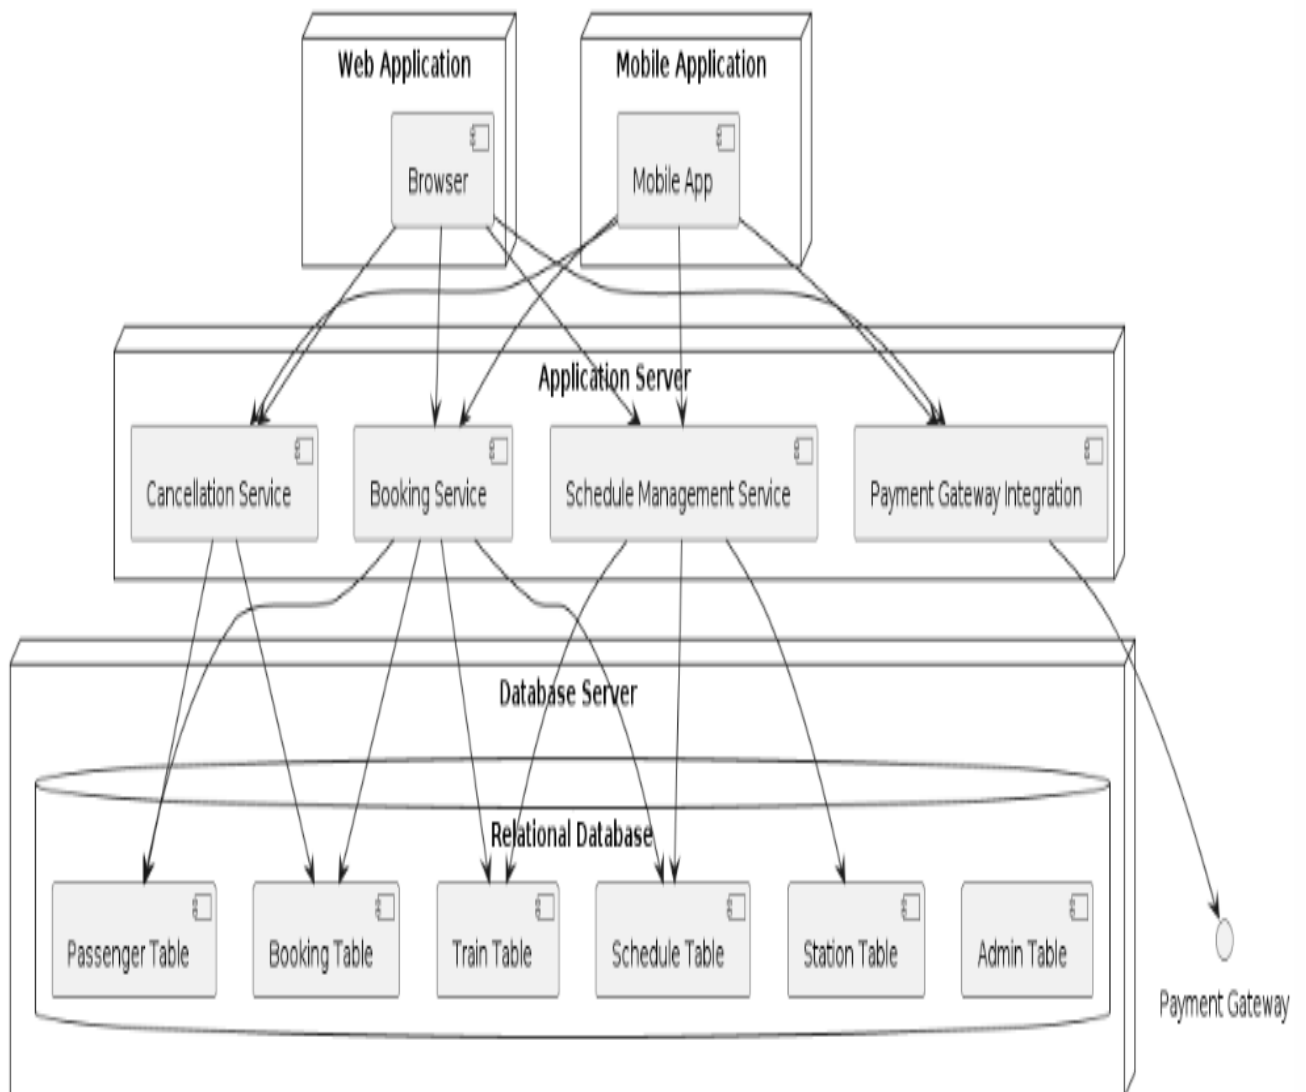 Web Application
Mobile Application
Browser
Mobile App
Application Server
Cancellation Service
Booking Service
Schedule Management Service
Payment Gateway Integration
Database Server
Relational Database
Passenger Table
Booking Table
Train Table
Schedule Table
Station Table
Admin Table
Payment Gateway